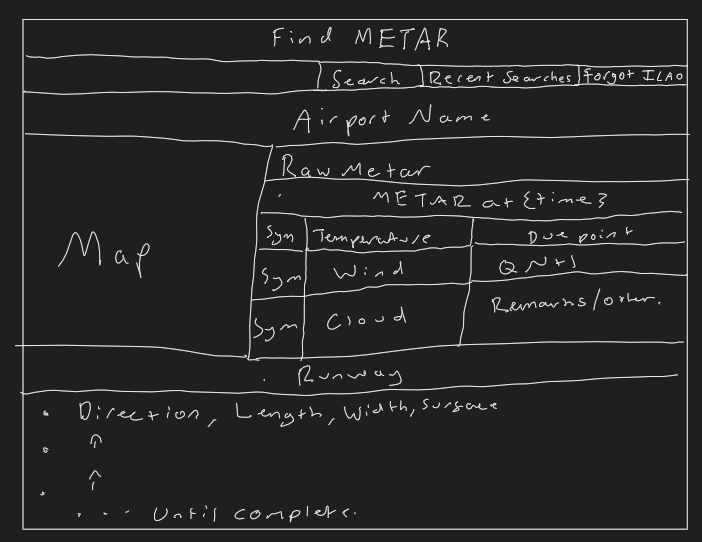 Find METAR
Search Recent Searches Forgot ILAO
Airport Name
Raw Metar
METAR at {time}
Map
Sym Temperature Due point
Sym Wind QNH
Sym Cloud Remarks/other.
Runway
• Direction, Length, Width, Surface
• ↑
• ↑
... Until complete.